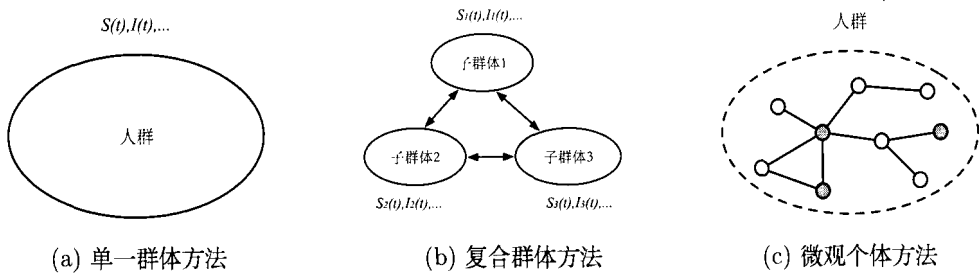 S(t),I(t),...
人群
(a) 单一群体方法
S1(t),I1(t),...
子群体1
子群体2
子群体3
S2(t),I2(t),...
S3(t),I3(t),...
(b) 复合群体方法
人群
(c) 微观个体方法